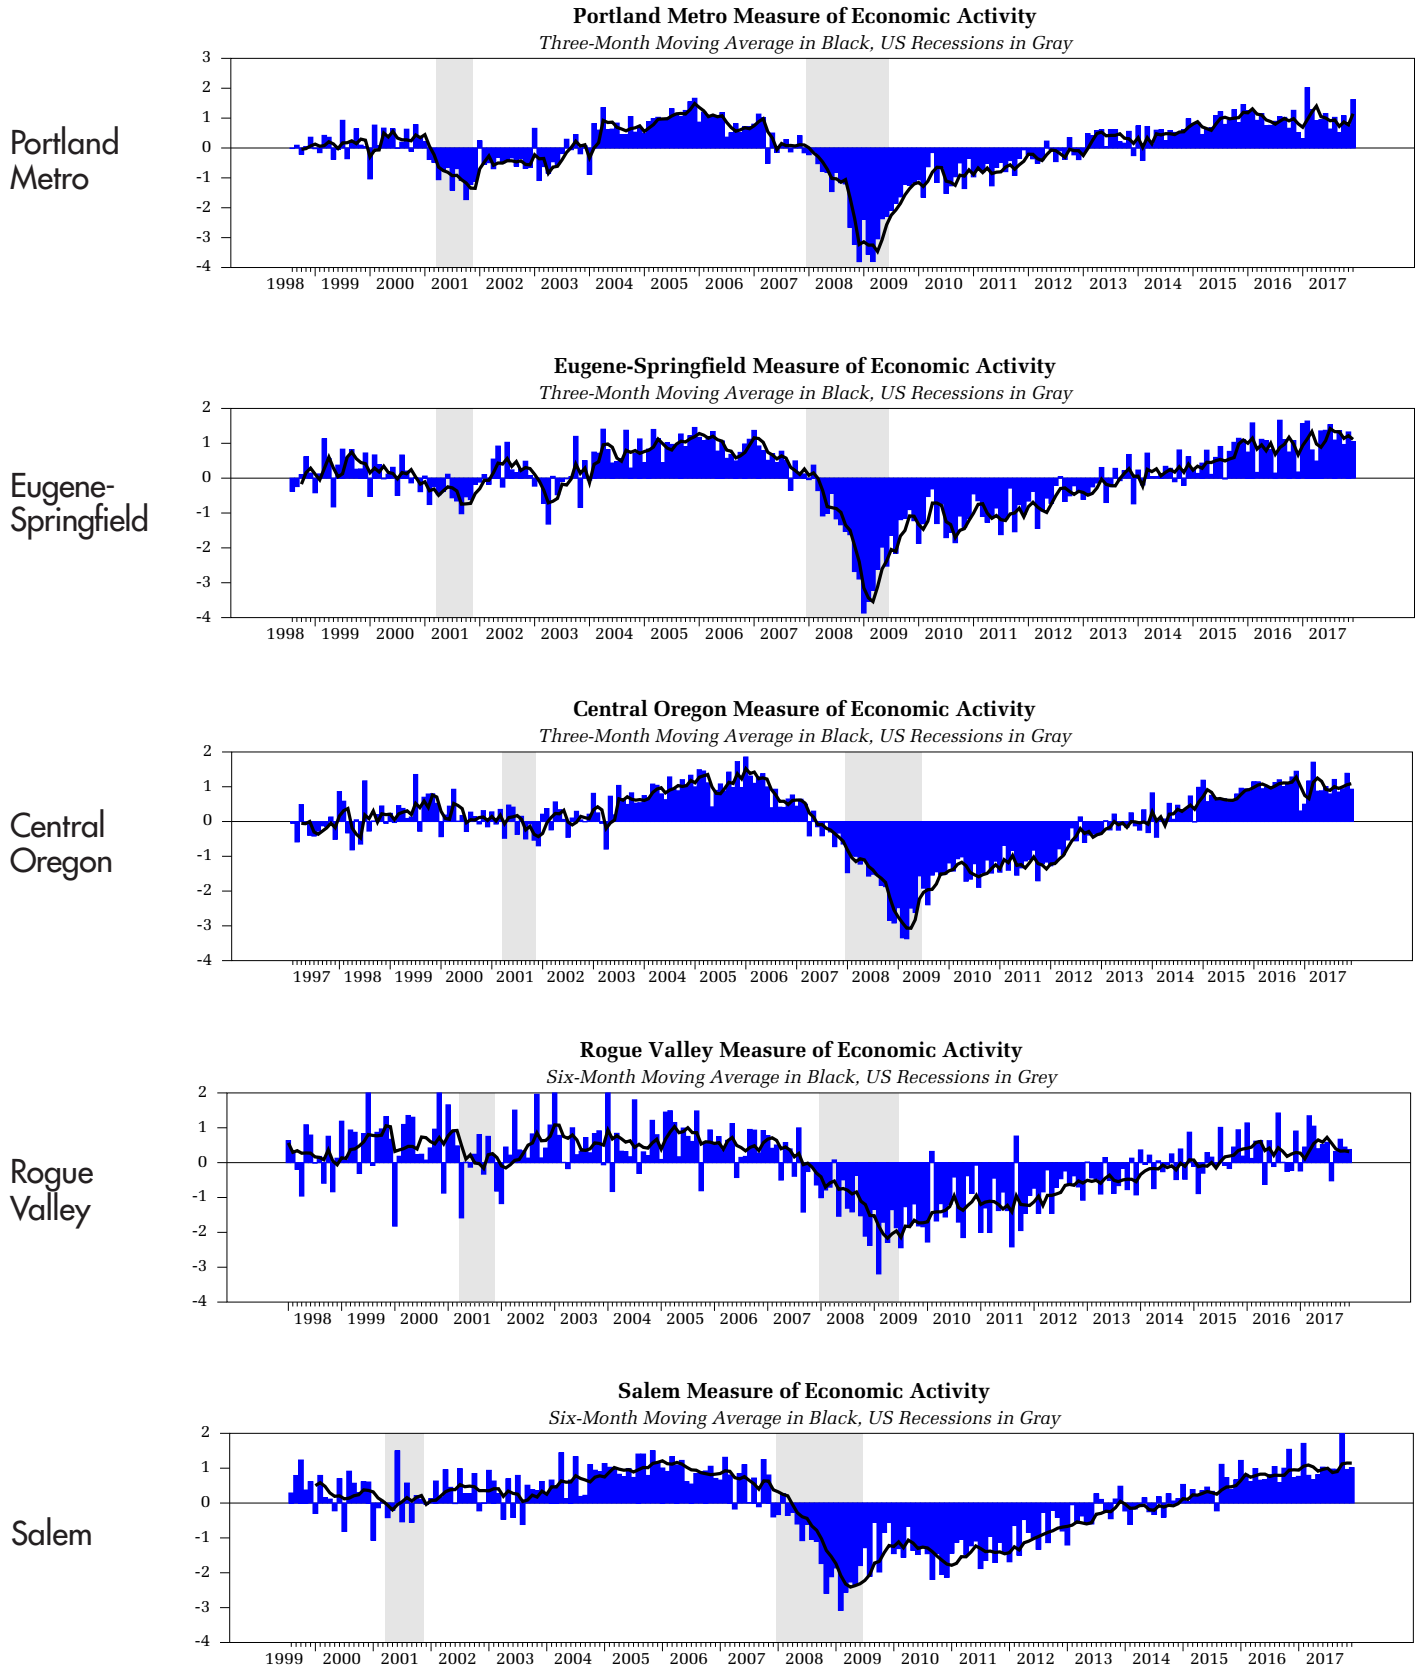 Portland Metro Measure of Economic Activity
Three-Month Moving Average in Black, US Recessions in Gray
Portland
Metro
3
2
1
0
-1
-2
-3
-4
1998 1999 2000 2001 2002 2003 2004 2005 2006 2007 2008 2009 2010 2011 2012 2013 2014 2015 2016 2017
Eugene-Springfield Measure of Economic Activity
Three-Month Moving Average in Black, US Recessions in Gray
Eugene-
Springfield
2
1
0
-1
-2
-3
-4
1998 1999 2000 2001 2002 2003 2004 2005 2006 2007 2008 2009 2010 2011 2012 2013 2014 2015 2016 2017
Central Oregon Measure of Economic Activity
Three-Month Moving Average in Black, US Recessions in Gray
Central
Oregon
2
1
0
-1
-2
-3
-4
1997 1998 1999 2000 2001 2002 2003 2004 2005 2006 2007 2008 2009 2010 2011 2012 2013 2014 2015 2016 2017
Rogue Valley Measure of Economic Activity
Six-Month Moving Average in Black, US Recessions in Grey
Rogue
Valley
2
1
0
-1
-2
-3
-4
1998 1999 2000 2001 2002 2003 2004 2005 2006 2007 2008 2009 2010 2011 2012 2013 2014 2015 2016 2017
Salem Measure of Economic Activity
Six-Month Moving Average in Black, US Recessions in Gray
Salem
2
1
0
-1
-2
-3
-4
1999 2000 2001 2002 2003 2004 2005 2006 2007 2008 2009 2010 2011 2012 2013 2014 2015 2016 2017